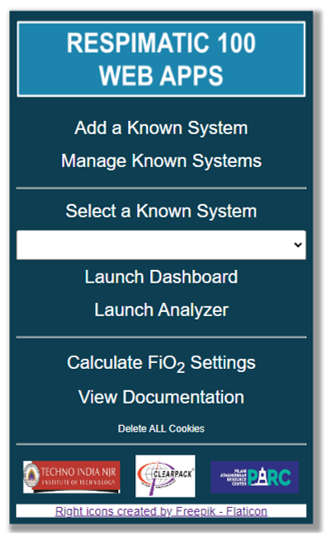 RESPIMATIC 100
WEB APPS
Add a Known System
Manage Known Systems
Select a Known System
Launch Dashboard
Launch Analyzer
Calculate FiO₂ Settings
View Documentation
Delete ALL Cookies
TECHNO INDIA NJR
INSTITUTE OF TECHNOLOGY
CLEARPACK
PILANI
ATMANIRBHAR
RESOURCE
CENTER
PARC
Right icons created by Freepik - Flaticon